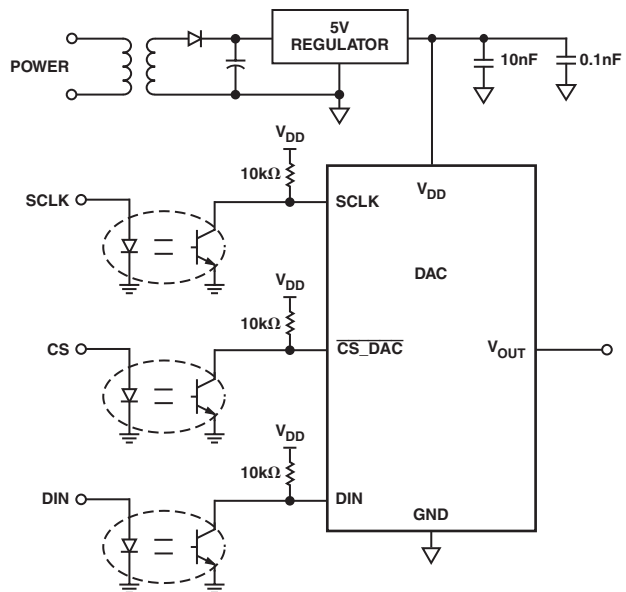 5V
REGULATOR
POWER
10nF
0.1nF
VDD
10kΩ
SCLK
SCLK
VDD
DAC
VDD
10kΩ
CS
CS_DAC
VOUT
VDD
10kΩ
DIN
DIN
GND